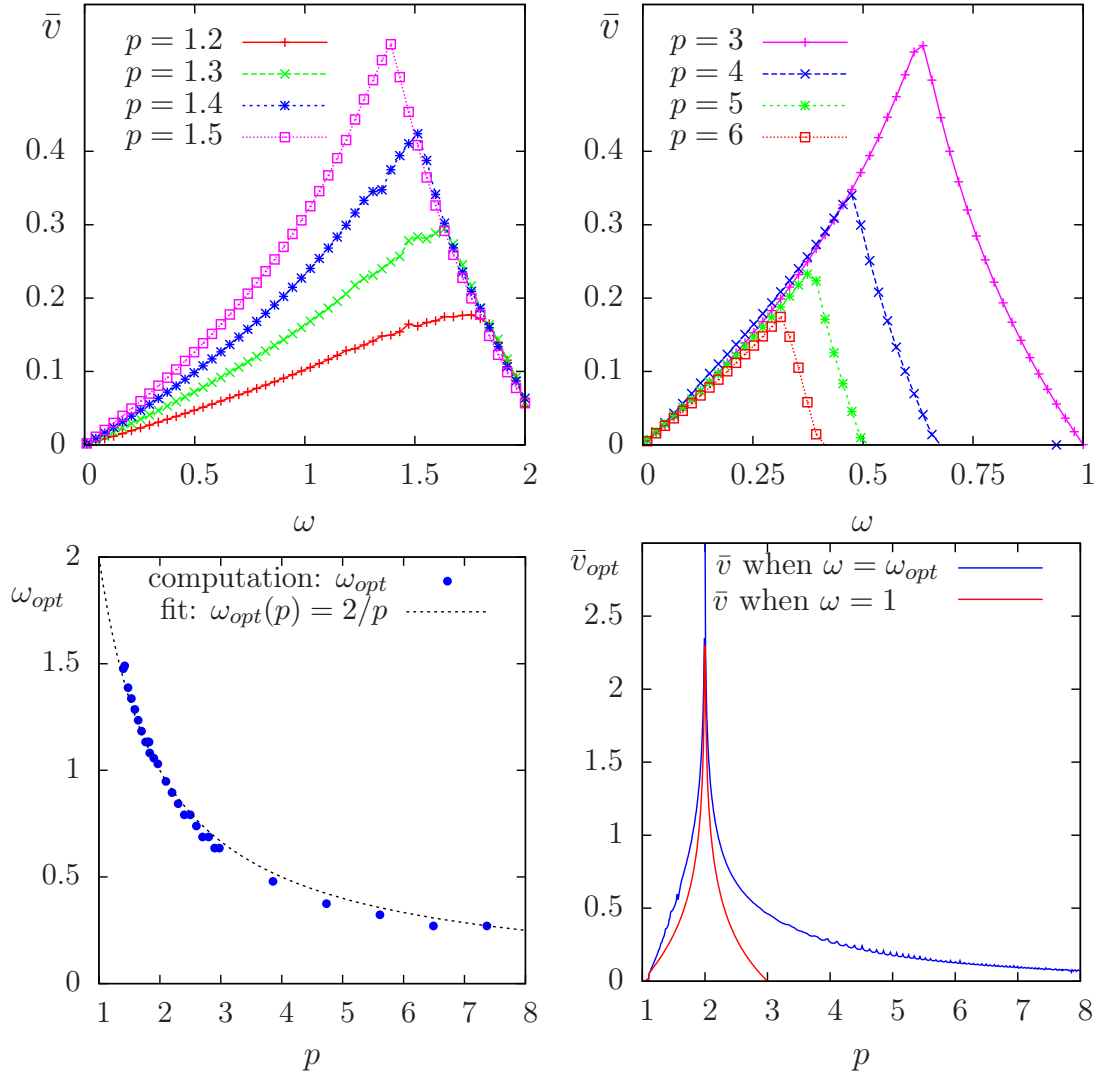 v̄
p = 1.2
p = 1.3
p = 1.4
p = 1.5
0.4
0.3
0.2
0.1
0
0 0.5 1 1.5 2
ω
v̄
p = 3
p = 4
p = 5
p = 6
0.4
0.3
0.2
0.1
0
0 0.25 0.5 0.75 1
ω
ω_opt
computation: ω_opt
fit: ω_opt(p) = 2/p
2
1.5
1
0.5
0
1 2 3 4 5 6 7 8
p
v̄_opt
v̄ when ω = ω_opt
v̄ when ω = 1
2.5
2
1.5
1
0.5
0
1 2 3 4 5 6 7 8
p